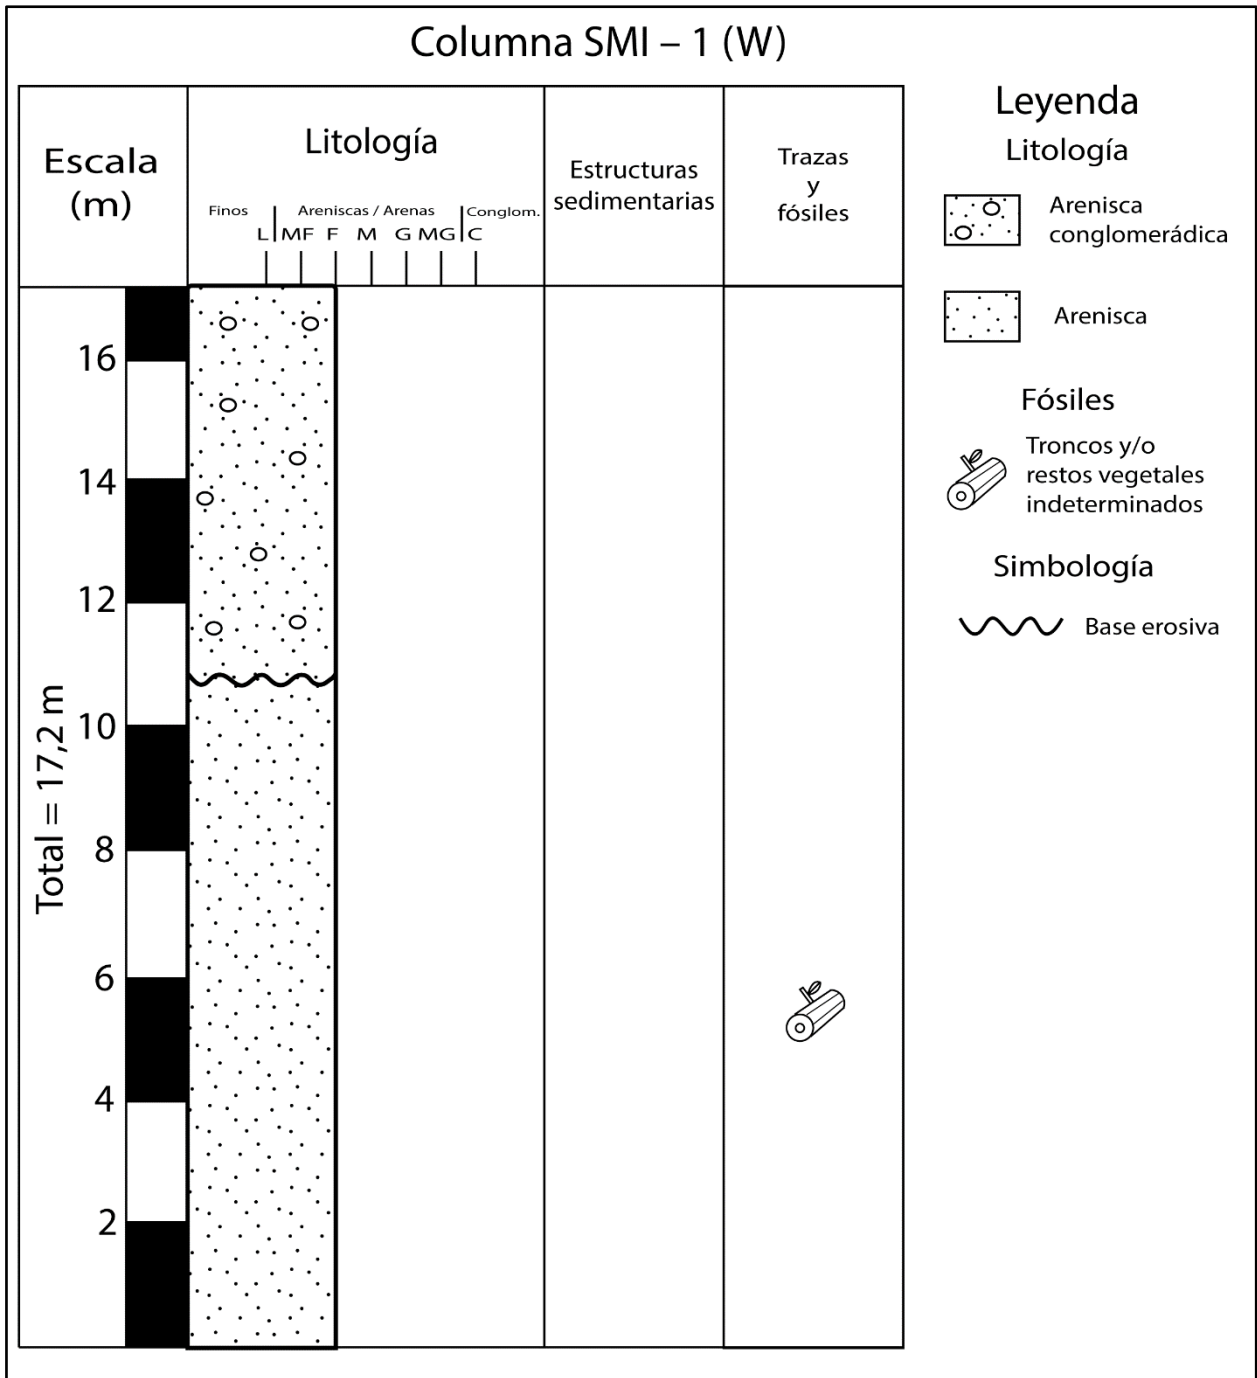 Columna SMI – 1 (W)
Escala
(m)
Litología
Finos
Areniscas / Arenas
Conglom.
L MF F M G MG C
Estructuras
sedimentarias
Trazas
y
fósiles
16
14
12
10
8
6
4
2
Total = 17,2 m
Leyenda
Litología
Arenisca
conglomerádica
Arenisca
Fósiles
Troncos y/o
restos vegetales
indeterminados
Simbología
Base erosiva